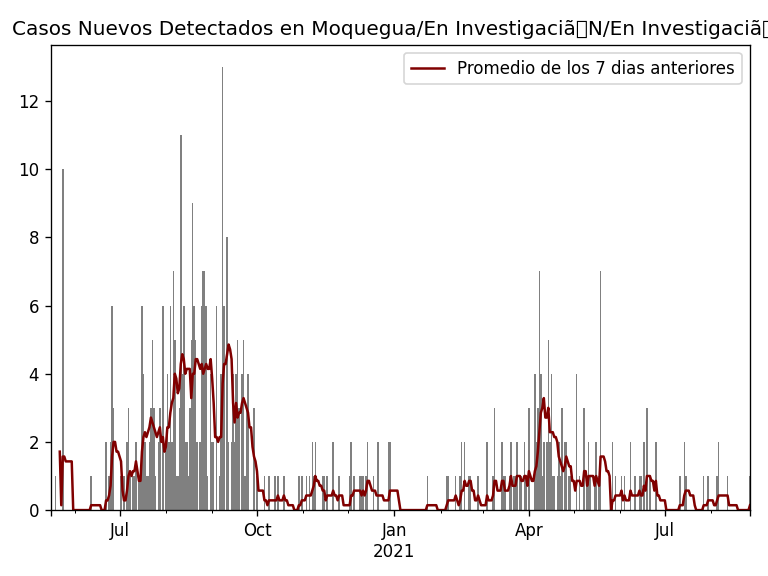 Casos Nuevos Detectados en Moquegua/En Investigaciã▯N/En Investigaciã▯
Promedio de los 7 dias anteriores
12
10
8
6
4
2
0
Jul
Oct
Jan
2021
Apr
Jul